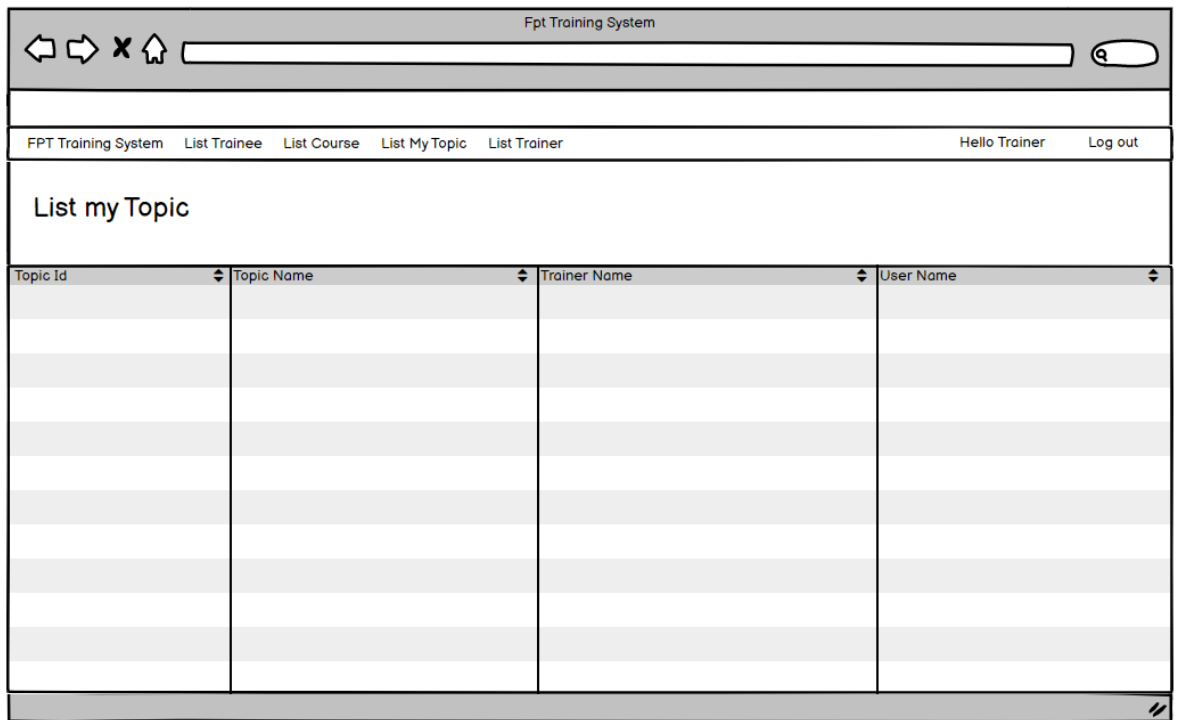 Fpt Training System
FPT Training System List Trainee List Course List My Topic List Trainer Hello Trainer Log out
List my Topic
Topic Id Topic Name Trainer Name User Name